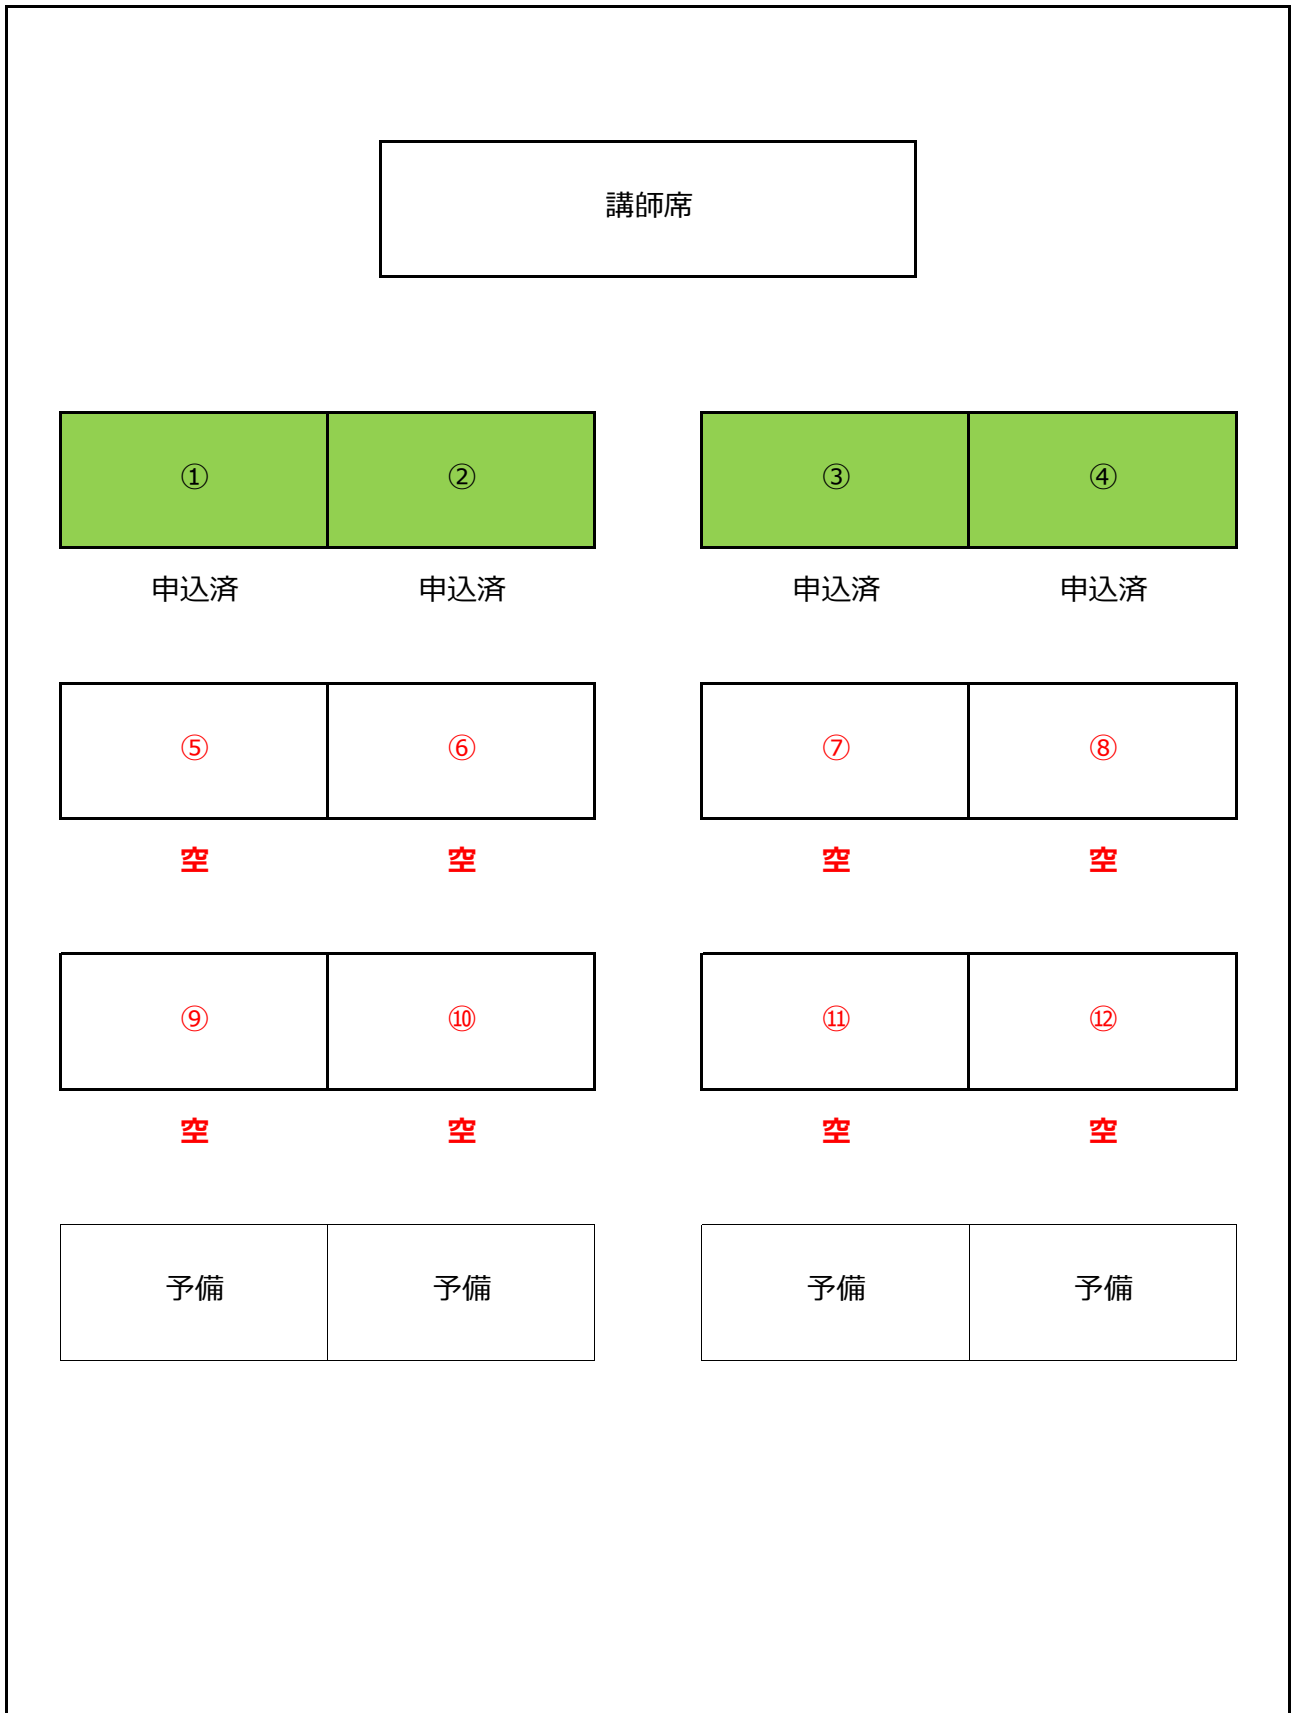 講師席
① ② ③ ④
申込済 申込済 申込済 申込済
⑤ ⑥ ⑦ ⑧
空 空 空 空
⑨ ⑩ ⑪ ⑫
空 空 空 空
予備 予備 予備 予備